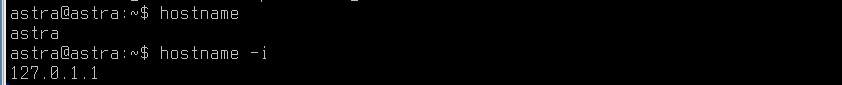 astra@astra:~$ hostname
astra
astra@astra:~$ hostname -i
127.0.1.1